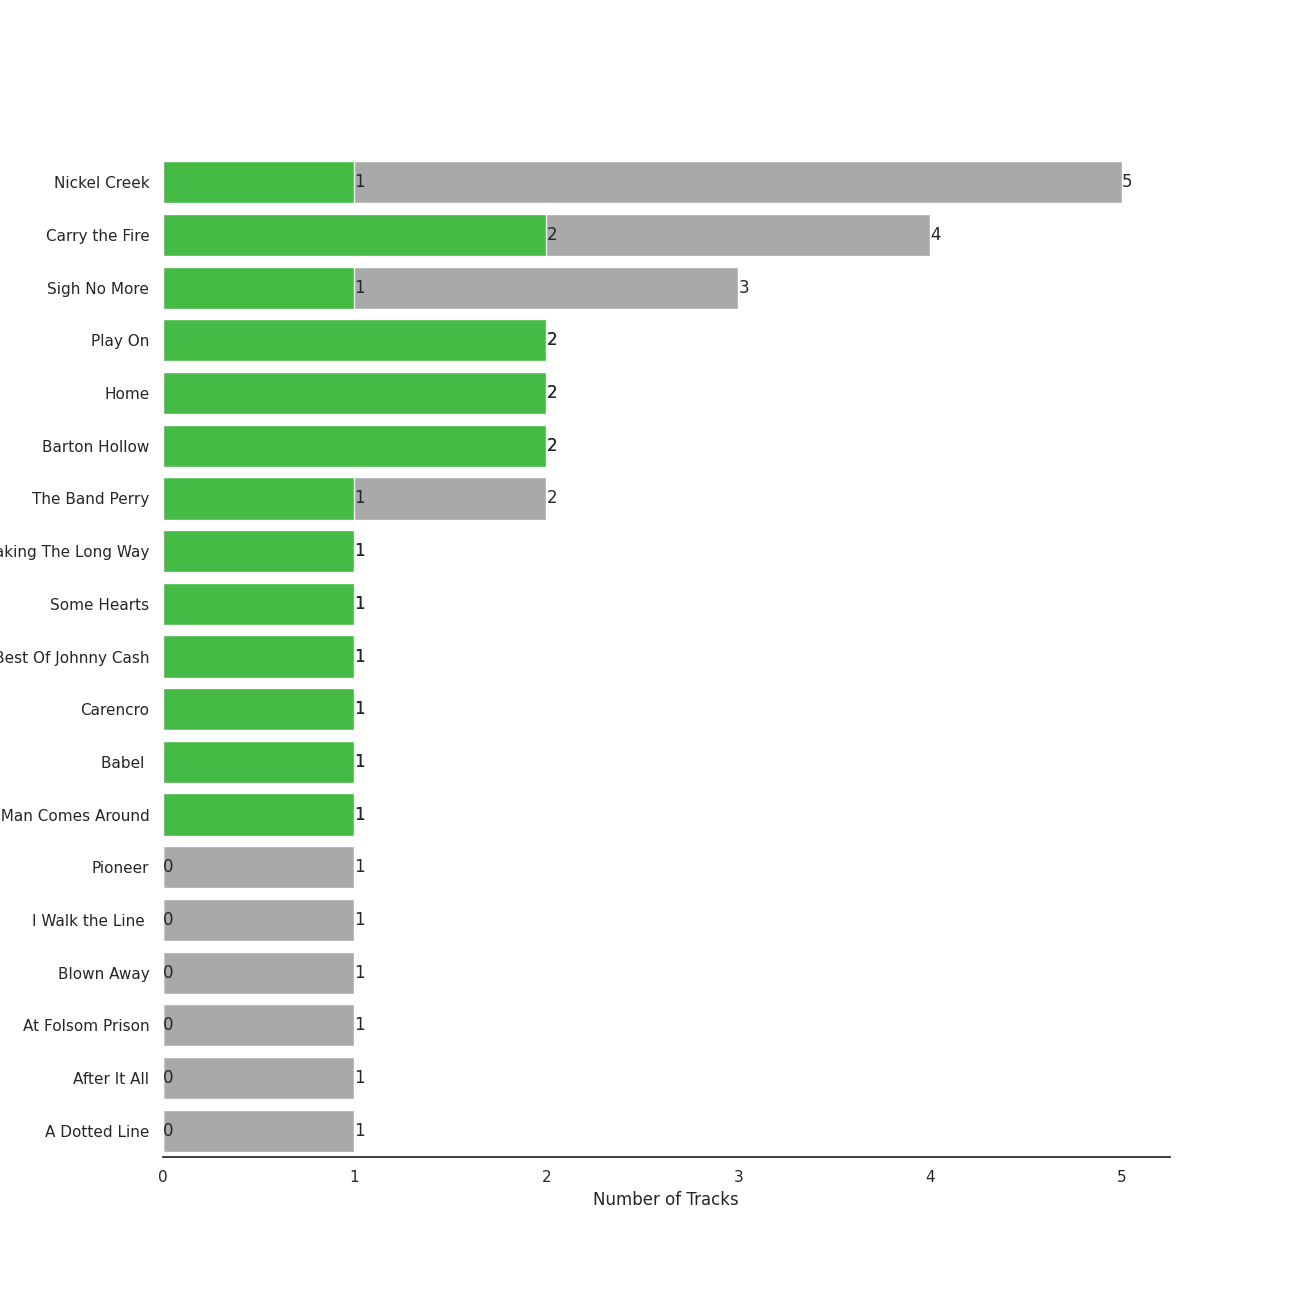 Nickel Creek 1 5
Carry the Fire 2 4
Sigh No More 1 3
Play On 2
Home 2
Barton Hollow 2
The Band Perry 1 2
aking The Long Way 1
Some Hearts 1
Best Of Johnny Cash 1
Carencro 1
Babel 1
Man Comes Around 1
Pioneer 0 1
I Walk the Line 0 1
Blown Away 0 1
At Folsom Prison 0 1
After It All 0 1
A Dotted Line 0 1
0 1 2 3 4 5
Number of Tracks